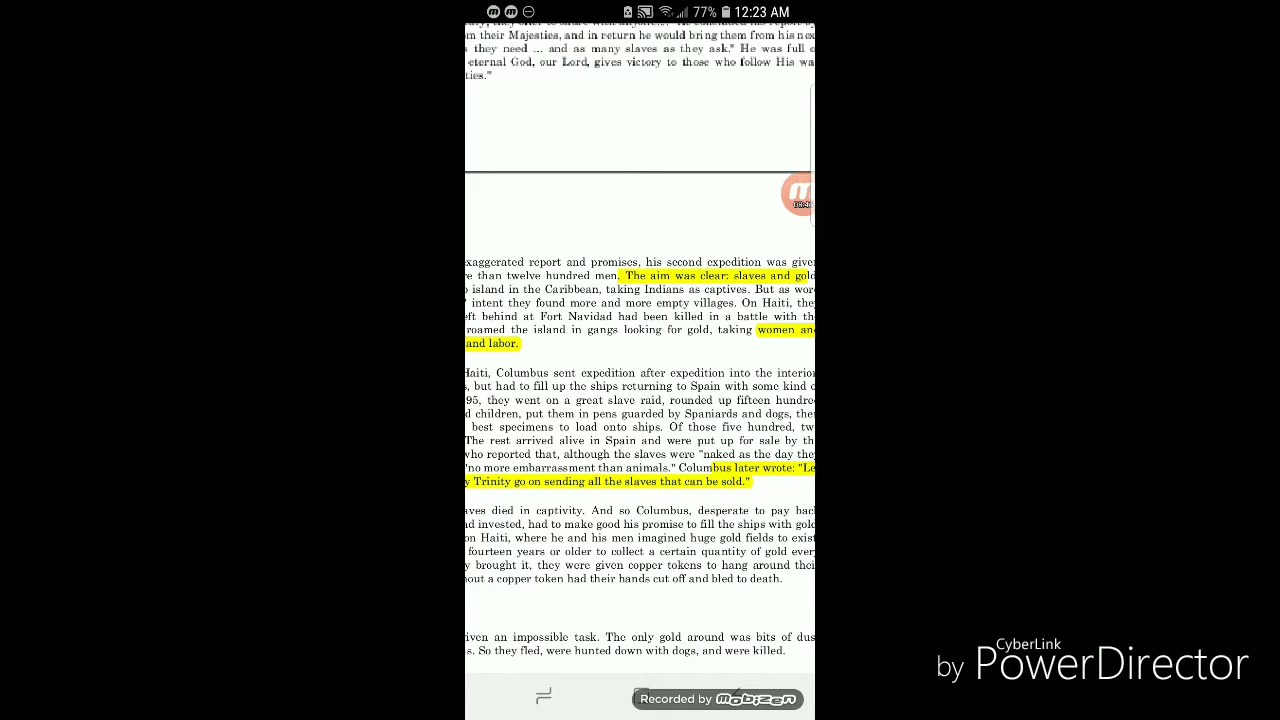 77% 12:23 AM
om their Majesties, and in return he would bring them from his nex
s they need ... and as many slaves as they ask." He was full o
eternal God, our Lord, gives victory to those who follow His wa
ties."
exaggerated report and promises, his second expedition was give
re than twelve hundred men. The aim was clear: slaves and gold
o island in the Caribbean, taking Indians as captives. But as wor
' intent they found more and more empty villages. On Haiti, the
eft behind at Fort Navidad had been killed in a battle with th
roamed the island in gangs looking for gold, taking women an
and labor.
Haiti, Columbus sent expedition after expedition into the interior
s, but had to fill up the ships returning to Spain with some kind o
95, they went on a great slave raid, rounded up fifteen hundre
d children, put them in pens guarded by Spaniards and dogs, the
best specimens to load onto ships. Of those five hundred, tw
The rest arrived alive in Spain and were put up for sale by th
who reported that, although the slaves were "naked as the day the
"no more embarrassment than animals." Columbus later wrote: "Le
y Trinity go on sending all the slaves that can be sold."
aves died in captivity. And so Columbus, desperate to pay back
nd invested, had to make good his promise to fill the ships with gold
on Haiti, where he and his men imagined huge gold fields to exist
fourteen years or older to collect a certain quantity of gold ever
y brought it, they were given copper tokens to hang around thei
hout a copper token had their hands cut off and bled to death.
iven an impossible task. The only gold around was bits of dus
s. So they fled, were hunted down with dogs, and were killed.
Recorded by mobizen
CyberLink
by PowerDirector